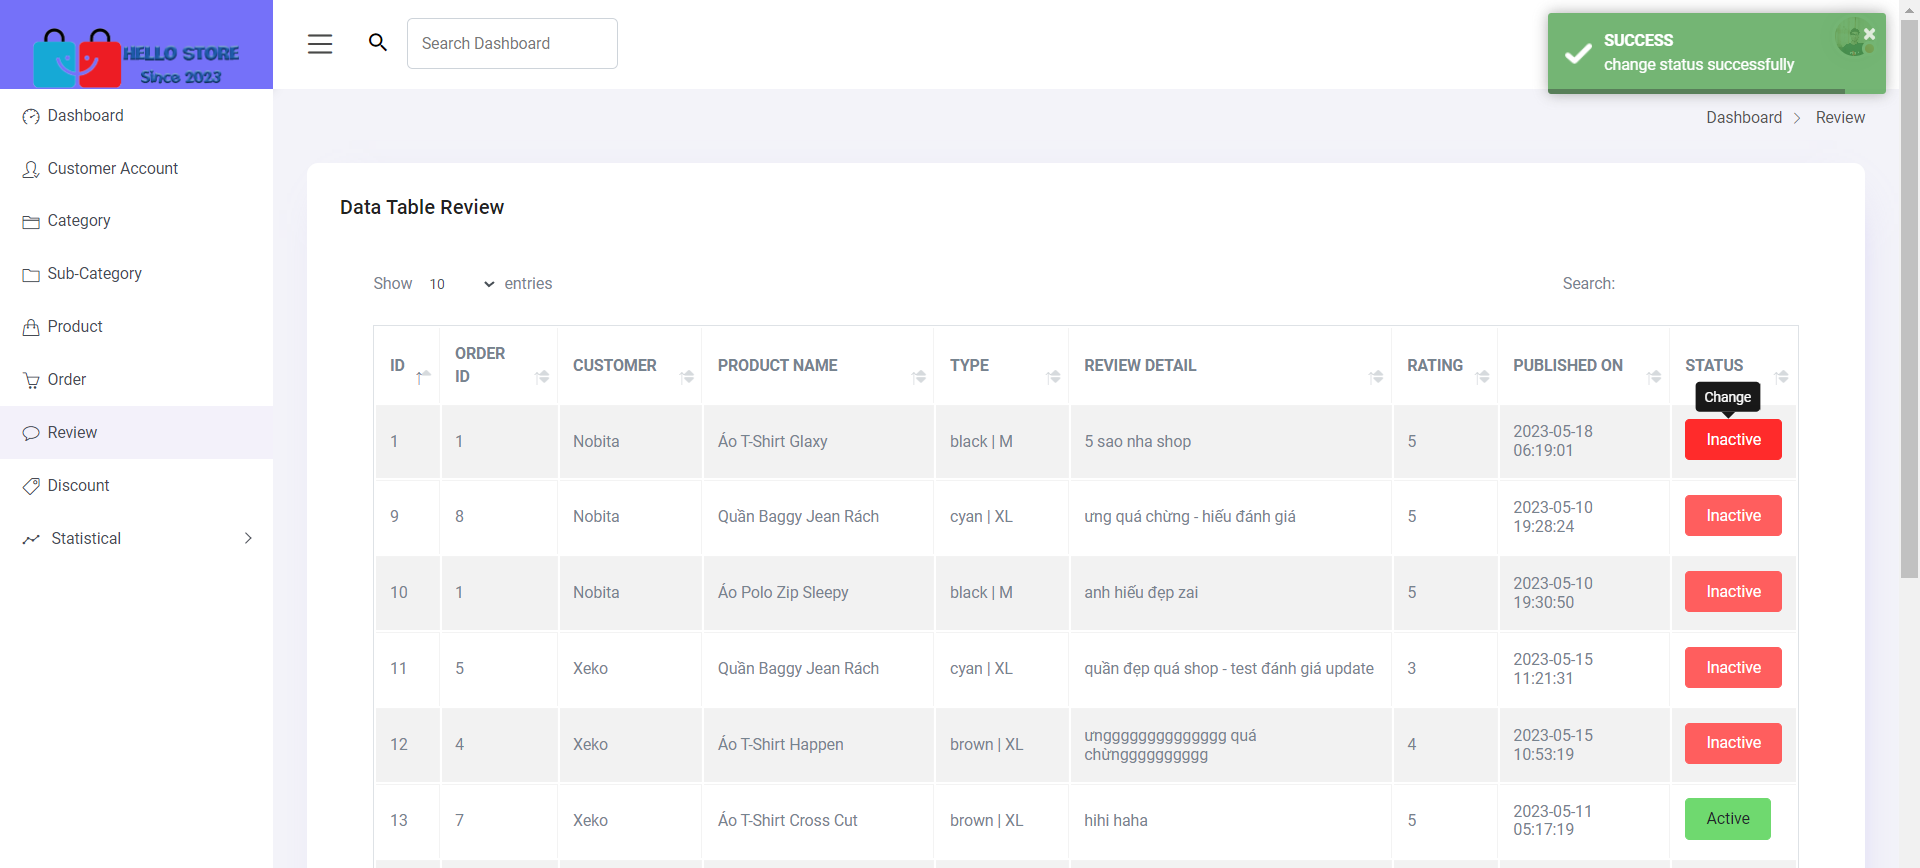 HELLO STORE
Since 2023
Search Dashboard
SUCCESS
change status successfully
Dashboard
Customer Account
Category
Sub-Category
Product
Order
Review
Discount
Statistical
Dashboard
Review
Data Table Review
Show 10 entries
Search:
ID ORDER ID CUSTOMER PRODUCT NAME TYPE REVIEW DETAIL RATING PUBLISHED ON STATUS
Change
1 1 Nobita Áo T-Shirt Glaxy black | M 5 sao nha shop 5 2023-05-18 06:19:01 Inactive
9 8 Nobita Quần Baggy Jean Rách cyan | XL ưng quá chừng - hiếu đánh giá 5 2023-05-10 19:28:24 Inactive
10 1 Nobita Áo Polo Zip Sleepy black | M anh hiếu đẹp zai 5 2023-05-10 19:30:50 Inactive
11 5 Xeko Quần Baggy Jean Rách cyan | XL quần đẹp quá shop - test đánh giá update 3 2023-05-15 11:21:31 Inactive
12 4 Xeko Áo T-Shirt Happen brown | XL ưngggggggggggggg quá chừngggggggggg 4 2023-05-15 10:53:19 Inactive
13 7 Xeko Áo T-Shirt Cross Cut brown | XL hihi haha 5 2023-05-11 05:17:19 Active